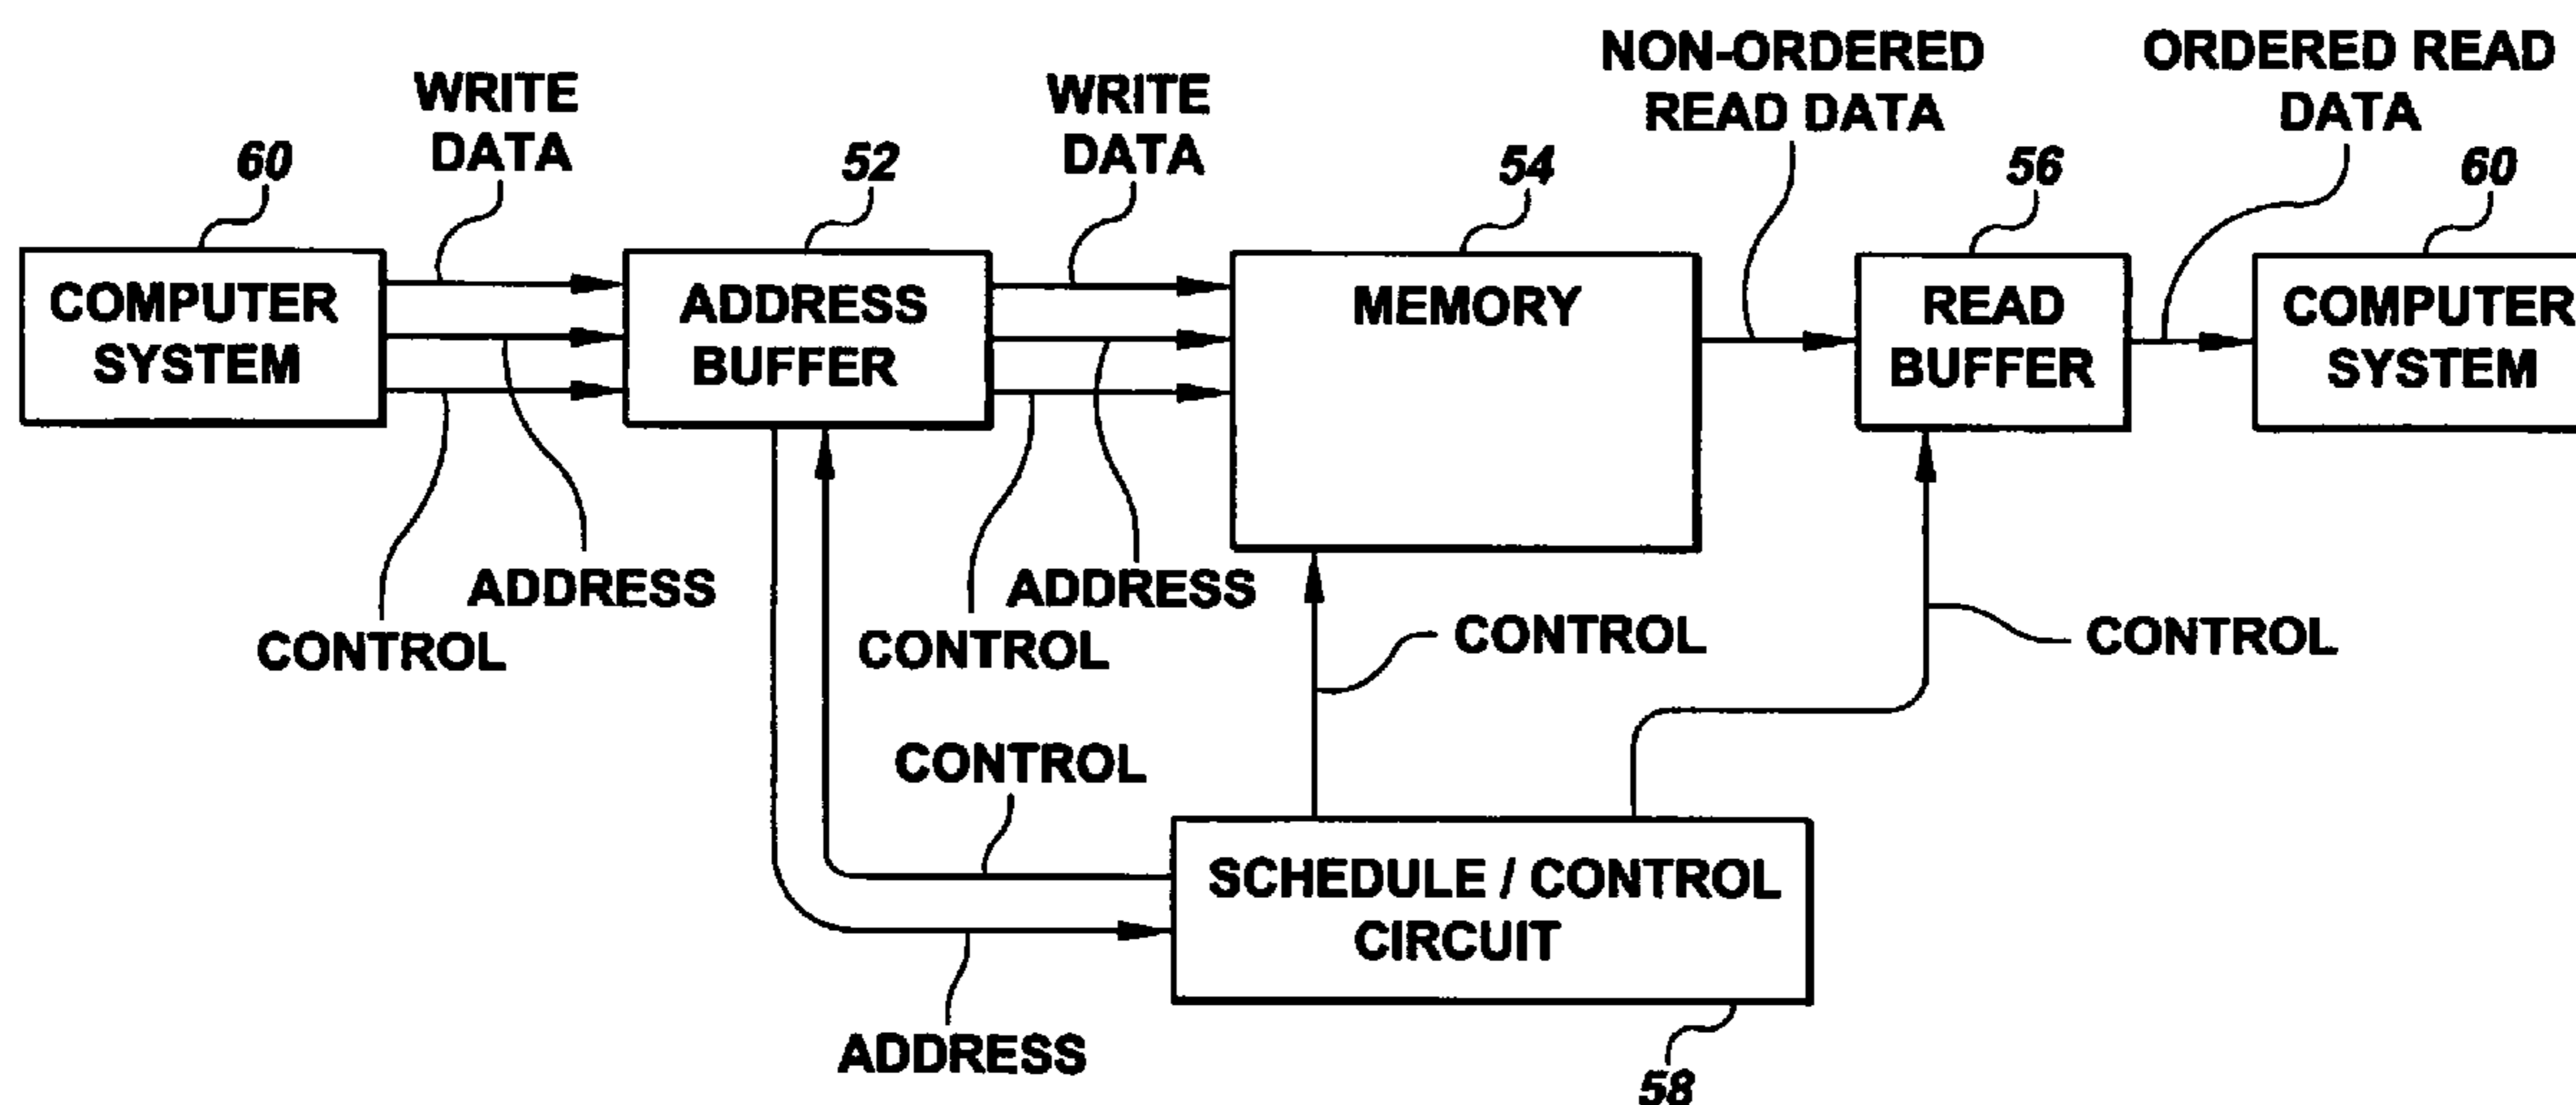 NON-ORDERED
READ DATA
ORDERED READ
DATA
WRITE
DATA
WRITE
DATA
60
52
54
56
60
COMPUTER
SYSTEM
ADDRESS
BUFFER
MEMORY
READ
BUFFER
COMPUTER
SYSTEM
ADDRESS
CONTROL
ADDRESS
CONTROL
CONTROL
CONTROL
CONTROL
SCHEDULE / CONTROL
CIRCUIT
ADDRESS
58